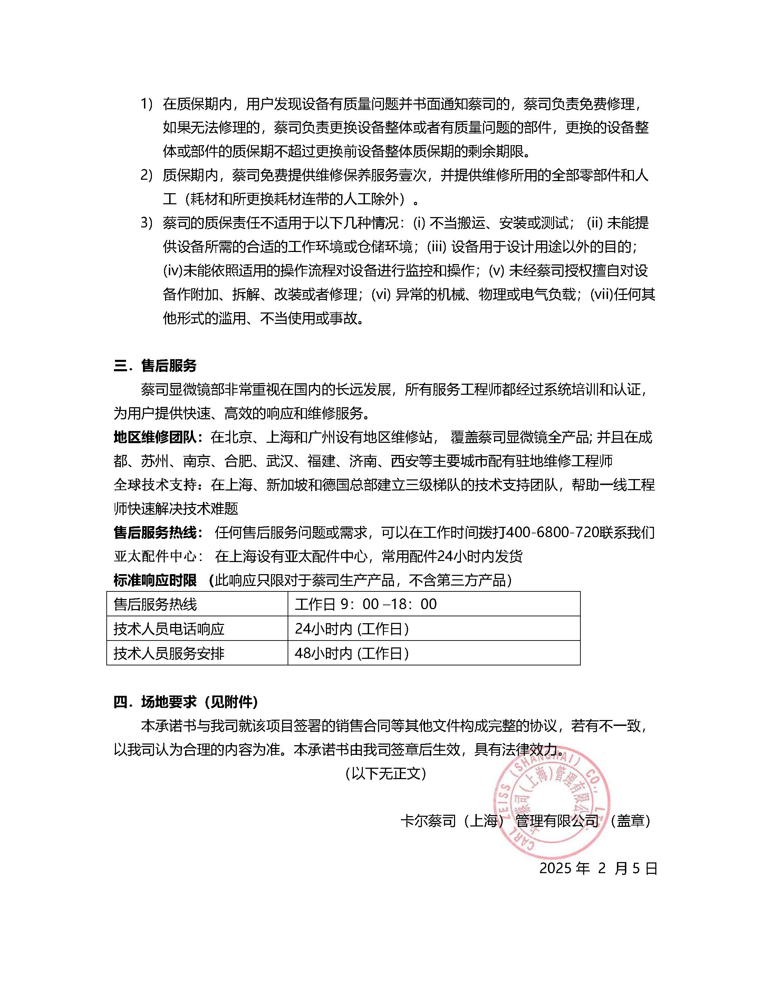 1) 在质保期内，用户发现设备有质量问题并书面通知蔡司的，蔡司负责免费修理，
如果无法修理的，蔡司负责更换设备整体或者有质量问题的部件，更换的设备整
体或部件的质保期不超过更换前设备整体质保期的剩余期限。
2) 质保期内，蔡司免费提供维修保养服务壹次，并提供维修所用的全部零部件和人
工（耗材和所更换耗材连带的人工除外）。
3) 蔡司的质保责任不适用于以下几种情况：(i) 不当搬运、安装或测试； (ii) 未能提
供设备所需的合适的工作环境或仓储环境；(iii) 设备用于设计用途以外的目的；
(iv)未能依照适用的操作流程对设备进行监控和操作；(v) 未经蔡司授权擅自对设
备作附加、拆解、改装或者修理；(vi) 异常的机械、物理或电气负载；(vii)任何其
他形式的滥用、不当使用或事故。
三．售后服务
蔡司显微镜部非常重视在国内的长远发展，所有服务工程师都经过系统培训和认证，
为用户提供快速、高效的响应和维修服务。
地区维修团队：在北京、上海和广州设有地区维修站， 覆盖蔡司显微镜全产品; 并且在成
都、苏州、南京、合肥、武汉、福建、济南、西安等主要城市配有驻地维修工程师
全球技术支持：在上海、新加坡和德国总部建立三级梯队的技术支持团队，帮助一线工程
师快速解决技术难题
售后服务热线： 任何售后服务问题或需求，可以在工作时间拨打400-6800-720联系我们
亚太配件中心： 在上海设有亚太配件中心，常用配件24小时内发货
标准响应时限 （此响应只限对于蔡司生产产品，不含第三方产品）
售后服务热线 工作日 9：00 –18：00
技术人员电话响应 24小时内 (工作日）
技术人员服务安排 48小时内 (工作日）
四．场地要求（见附件）
本承诺书与我司就该项目签署的销售合同等其他文件构成完整的协议，若有不一致，
以我司认为合理的内容为准。本承诺书由我司签章后生效，具有法律效力。
（以下无正文）
CARL ZEISS (SHANGHAI) CO., LTD.
卡尔蔡司（上海）管理有限公司
卡尔蔡司（上海） 管理有限公司 （盖章）
2025 年 2 月 5 日